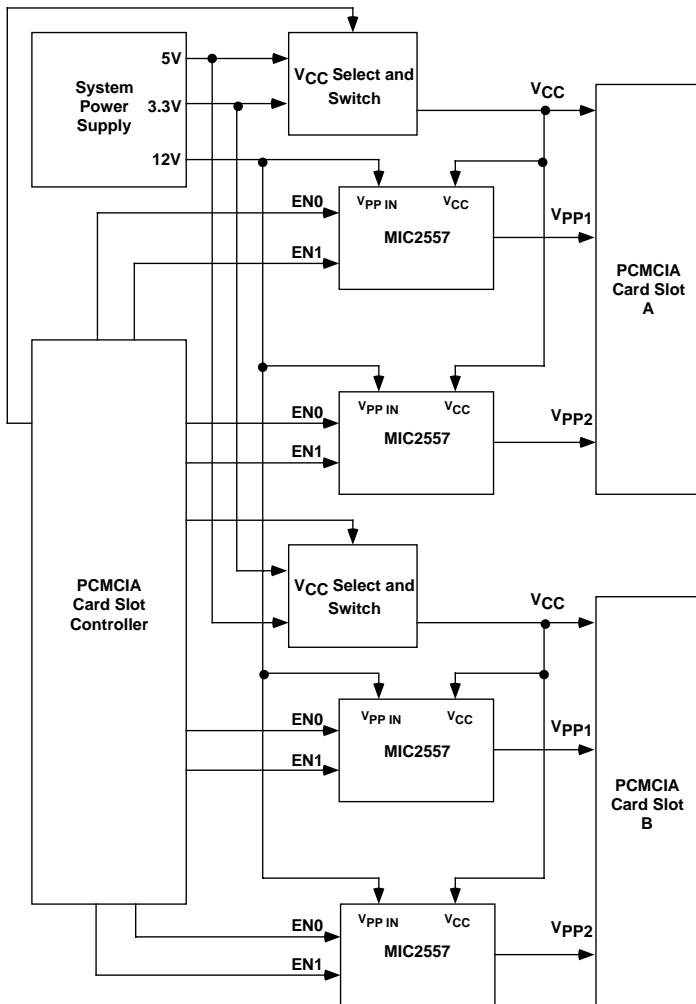 5V
System
Power
Supply
3.3V
12V
VCC Select and
Switch
VCC
EN0
VPP IN
VCC
MIC2557
EN1
VPP1
PCMCIA
Card Slot
A
EN0
VPP IN
VCC
MIC2557
EN1
VPP2
PCMCIA
Card Slot
Controller
VCC Select and
Switch
VCC
EN0
VPP IN
VCC
MIC2557
EN1
VPP1
PCMCIA
Card Slot
B
EN0
VPP IN
VCC
MIC2557
EN1
VPP2